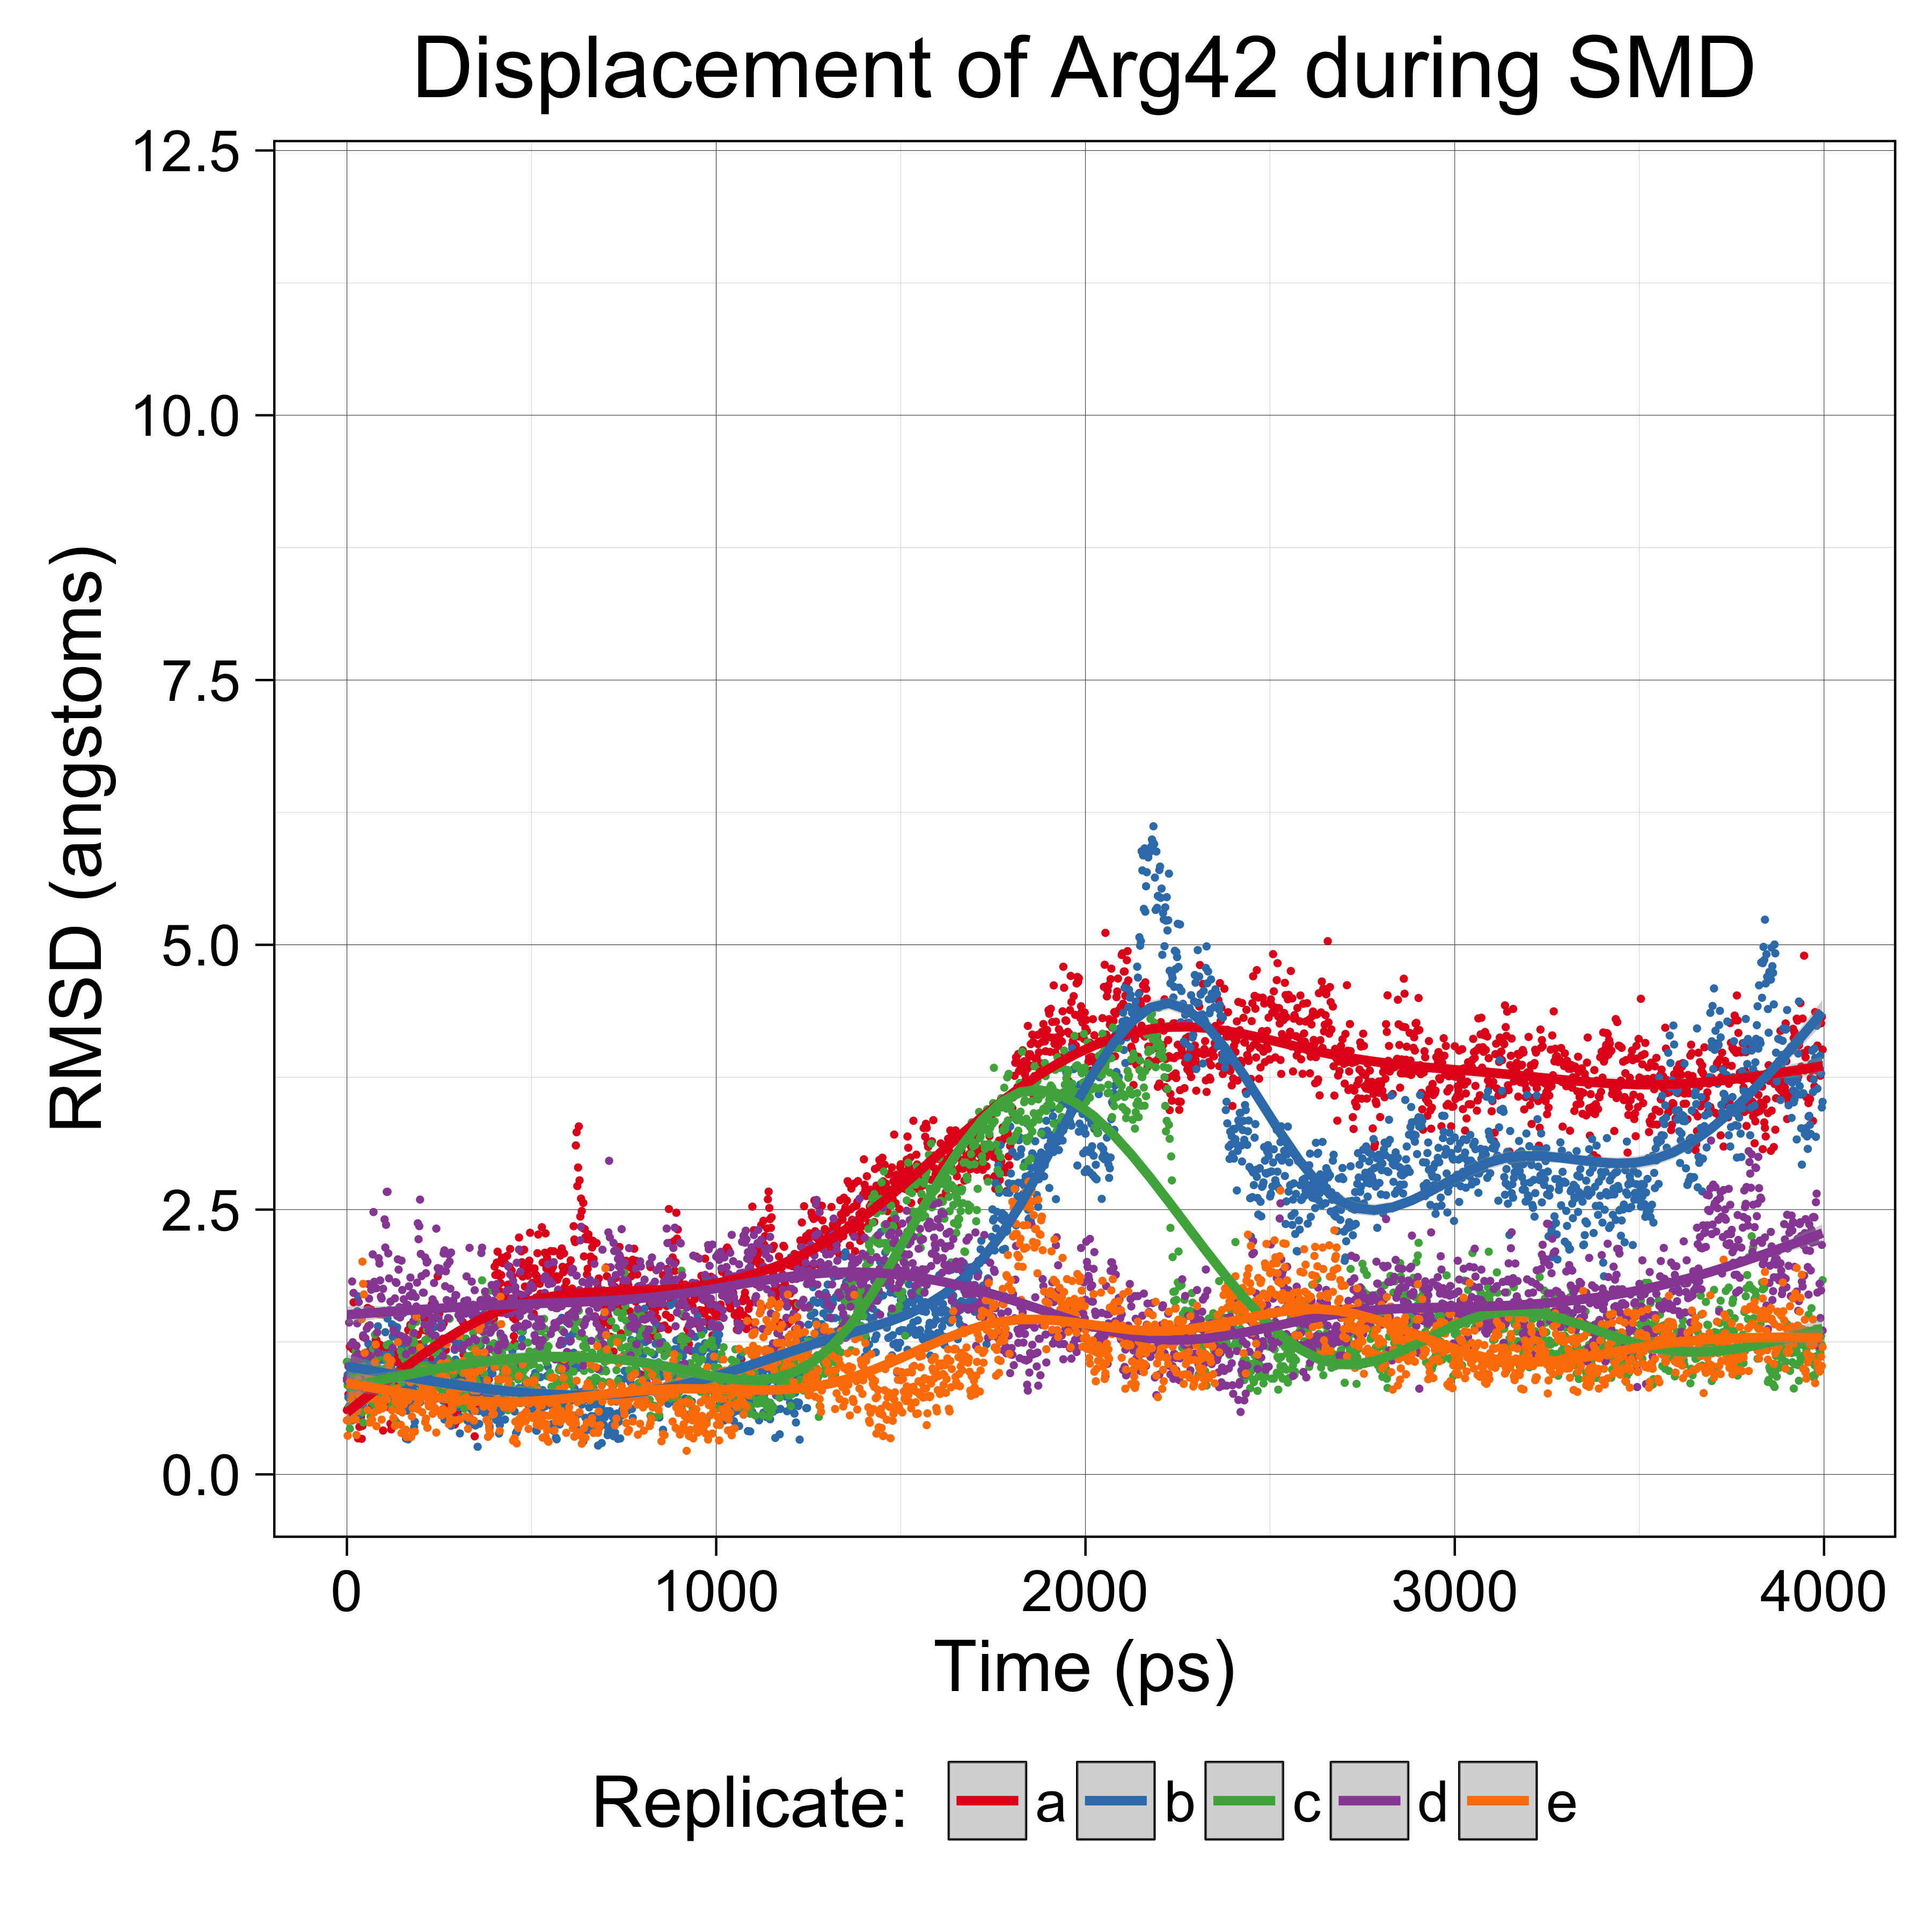 Displacement of Arg42 during SMD
12.5
10.0
7.5
5.0
2.5
0.0
RMSD (angstoms)
0 1000 2000 3000 4000
Time (ps)
Replicate: a b c d e